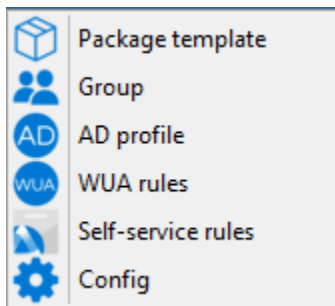 Package template
Group
AD AD profile
WUA WUA rules
Self-service rules
Config